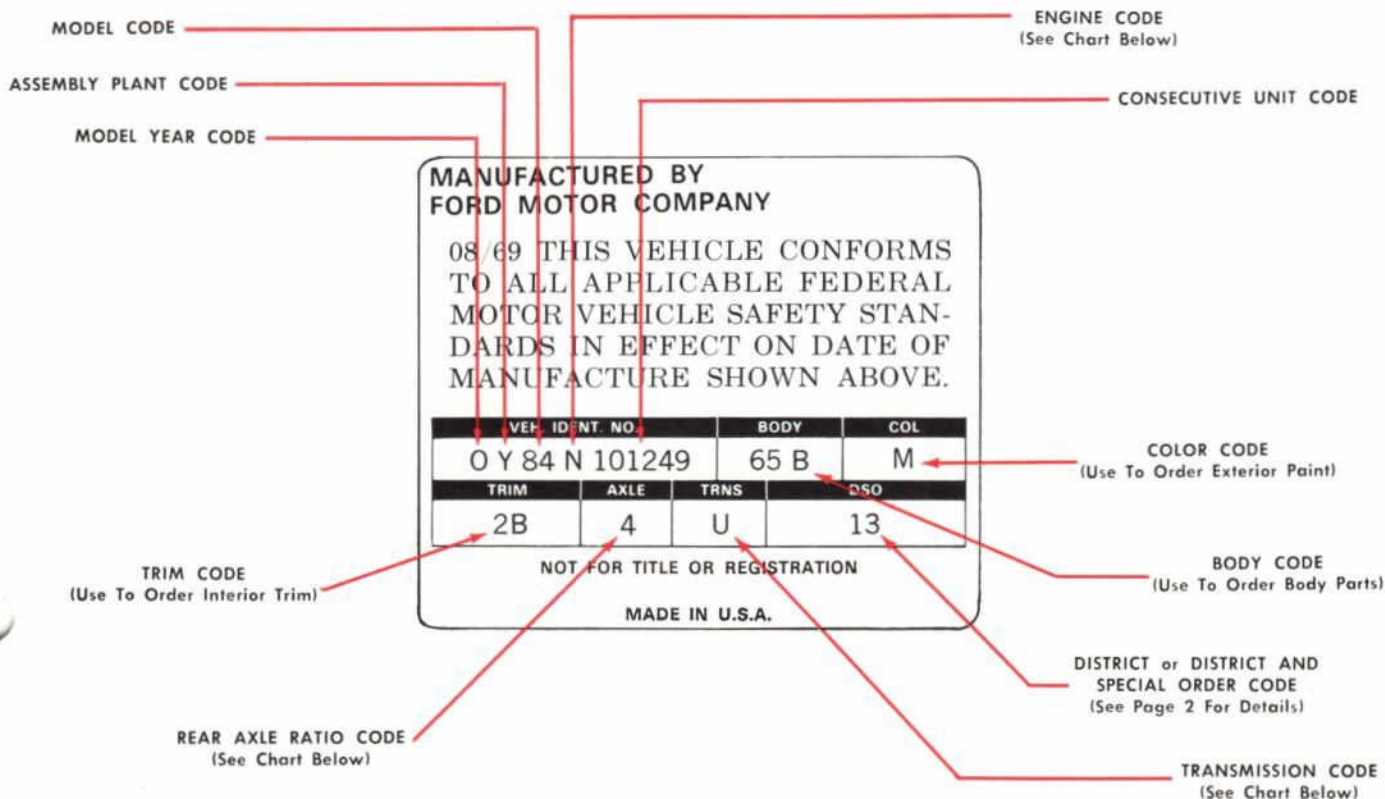 MODEL CODE
ENGINE CODE
(See Chart Below)
ASSEMBLY PLANT CODE
CONSECUTIVE UNIT CODE
MODEL YEAR CODE
MANUFACTURED BY
FORD MOTOR COMPANY
08/69 THIS VEHICLE CONFORMS
TO ALL APPLICABLE FEDERAL
MOTOR VEHICLE SAFETY STAN-
DARDS IN EFFECT ON DATE OF
MANUFACTURE SHOWN ABOVE.
VEH. IDENT. NO. BODY COL
O Y 84 N 101249 65 B M
COLOR CODE
(Use To Order Exterior Paint)
TRIM AXLE TRNS DSO
2B 4 U 13
NOT FOR TITLE OR REGISTRATION
MADE IN U.S.A.
TRIM CODE
(Use To Order Interior Trim)
BODY CODE
(Use To Order Body Parts)
DISTRICT or DISTRICT AND
SPECIAL ORDER CODE
(See Page 2 For Details)
REAR AXLE RATIO CODE
(See Chart Below)
TRANSMISSION CODE
(See Chart Below)